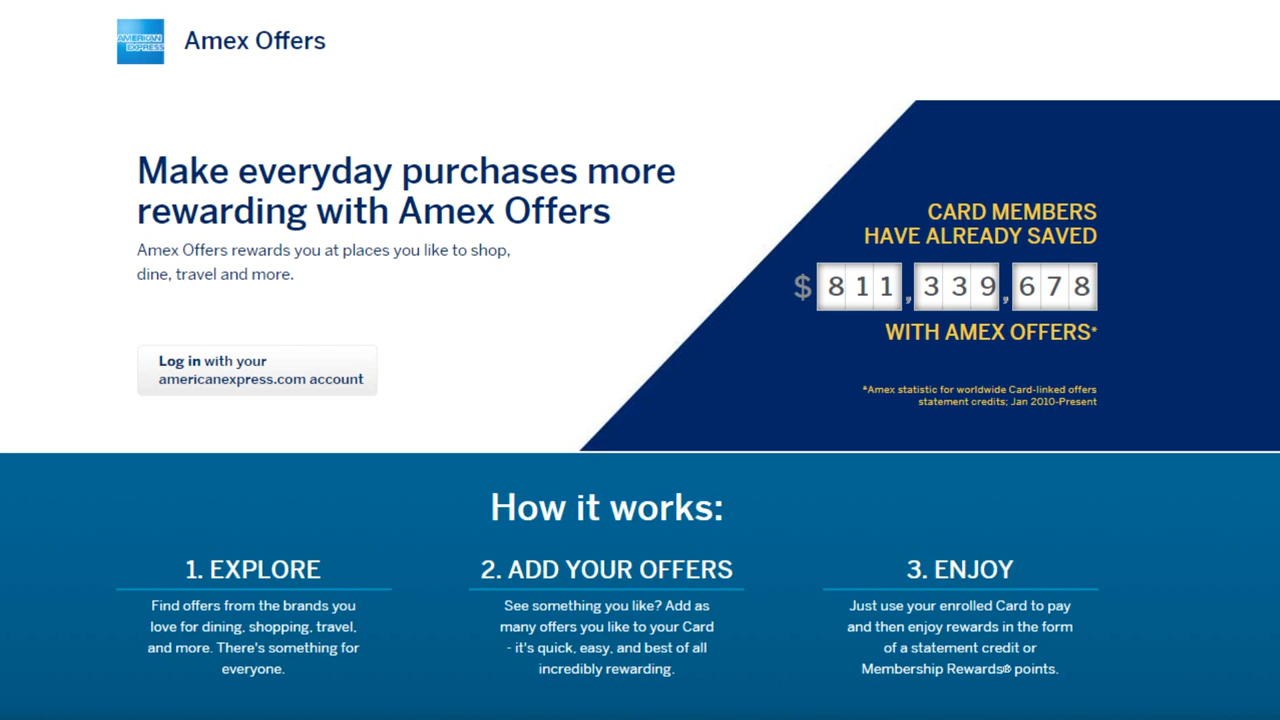 AMERICAN
EXPRESS
Amex Offers
Make everyday purchases more
rewarding with Amex Offers
Amex Offers rewards you at places you like to shop,
dine, travel and more.
Log in with your
americanexpress.com account
CARD MEMBERS
HAVE ALREADY SAVED
$811,339,678
WITH AMEX OFFERS*
*Amex statistic for worldwide Card-linked offers
statement credits; Jan 2010-Present
How it works:
1. EXPLORE
Find offers from the brands you
love for dining, shopping, travel,
and more. There's something for
everyone.
2. ADD YOUR OFFERS
See something you like? Add as
many offers you like to your Card
- it's quick, easy, and best of all
incredibly rewarding.
3. ENJOY
Just use your enrolled Card to pay
and then enjoy rewards in the form
of a statement credit or
Membership Rewards® points.